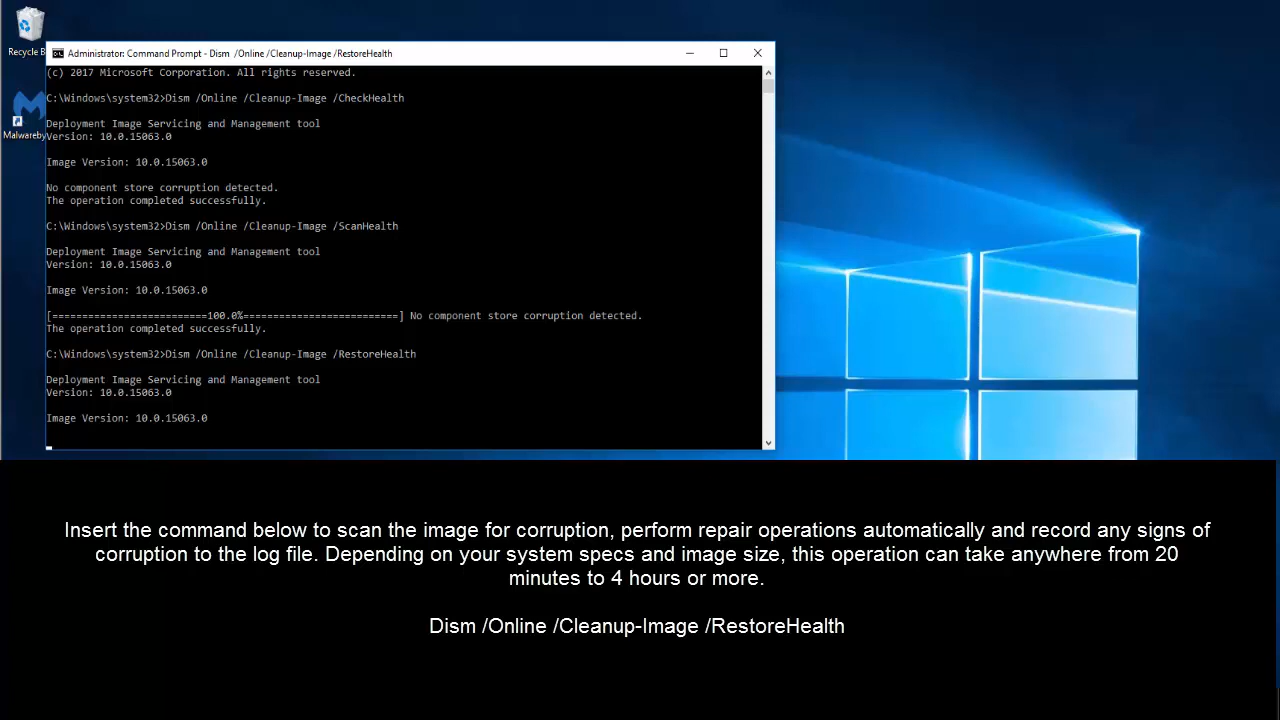 Recycle B
Malwareby
Administrator: Command Prompt - Dism /Online /Cleanup-Image /RestoreHealth
(c) 2017 Microsoft Corporation. All rights reserved.
C:\Windows\system32>Dism /Online /Cleanup-Image /CheckHealth
Deployment Image Servicing and Management tool
Version: 10.0.15063.0
Image Version: 10.0.15063.0
No component store corruption detected.
The operation completed successfully.
C:\Windows\system32>Dism /Online /Cleanup-Image /ScanHealth
Deployment Image Servicing and Management tool
Version: 10.0.15063.0
Image Version: 10.0.15063.0
[==========================100.0%==========================] No component store corruption detected.
The operation completed successfully.
C:\Windows\system32>Dism /Online /Cleanup-Image /RestoreHealth
Deployment Image Servicing and Management tool
Version: 10.0.15063.0
Image Version: 10.0.15063.0
Insert the command below to scan the image for corruption, perform repair operations automatically and record any signs of
corruption to the log file. Depending on your system specs and image size, this operation can take anywhere from 20
minutes to 4 hours or more.
Dism /Online /Cleanup-Image /RestoreHealth